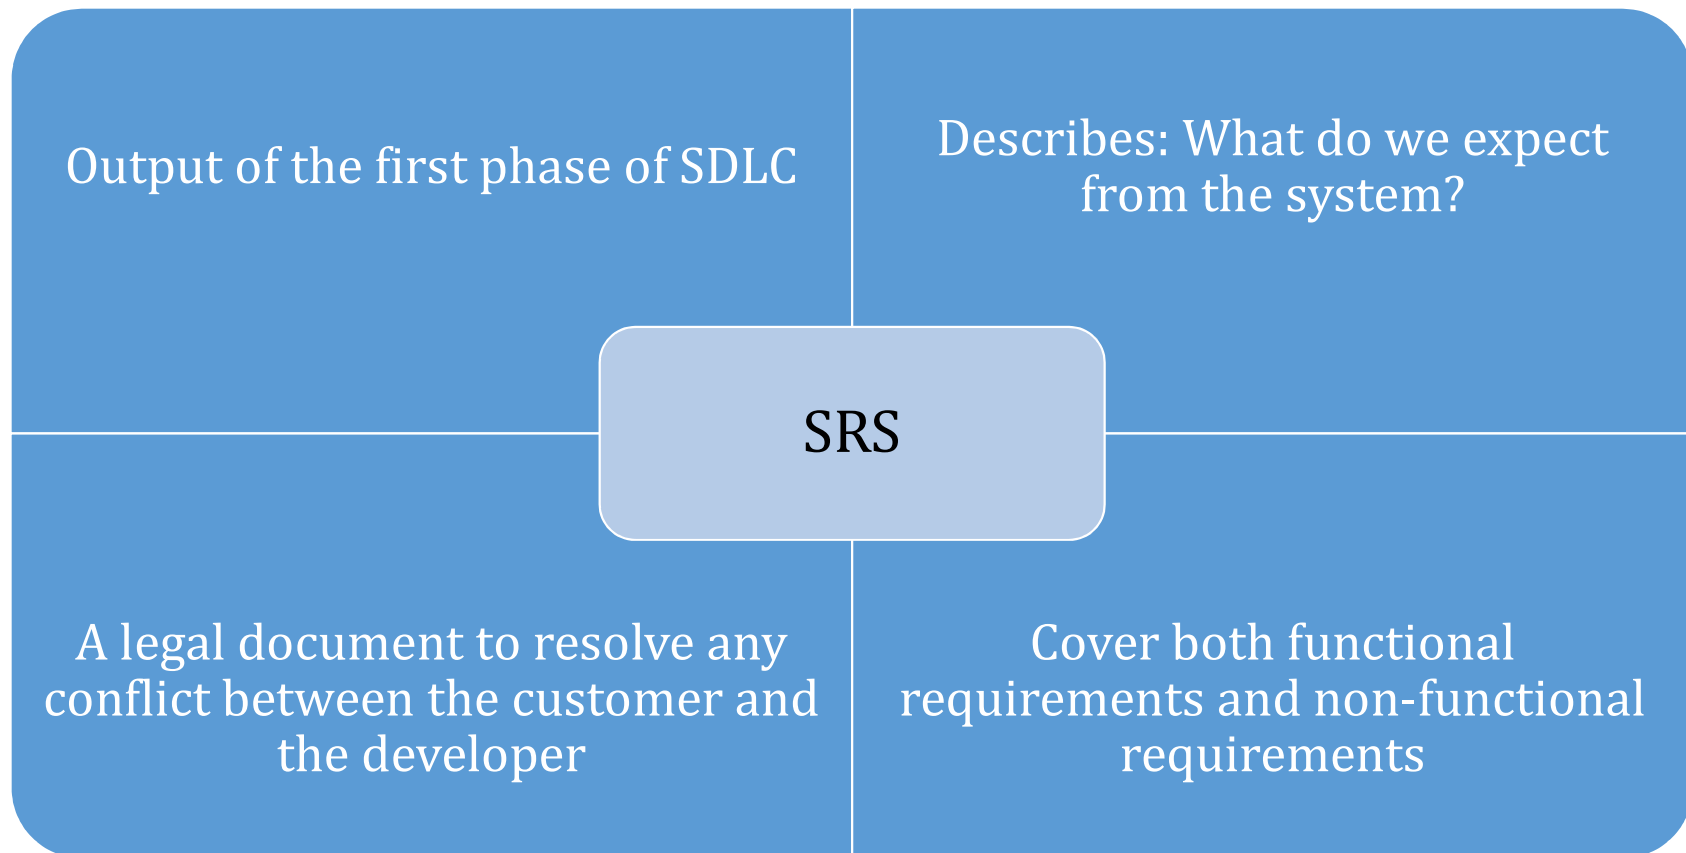 Output of the first phase of SDLC
Describes: What do we expect
from the system?
SRS
A legal document to resolve any
conflict between the customer and
the developer
Cover both functional
requirements and non-functional
requirements